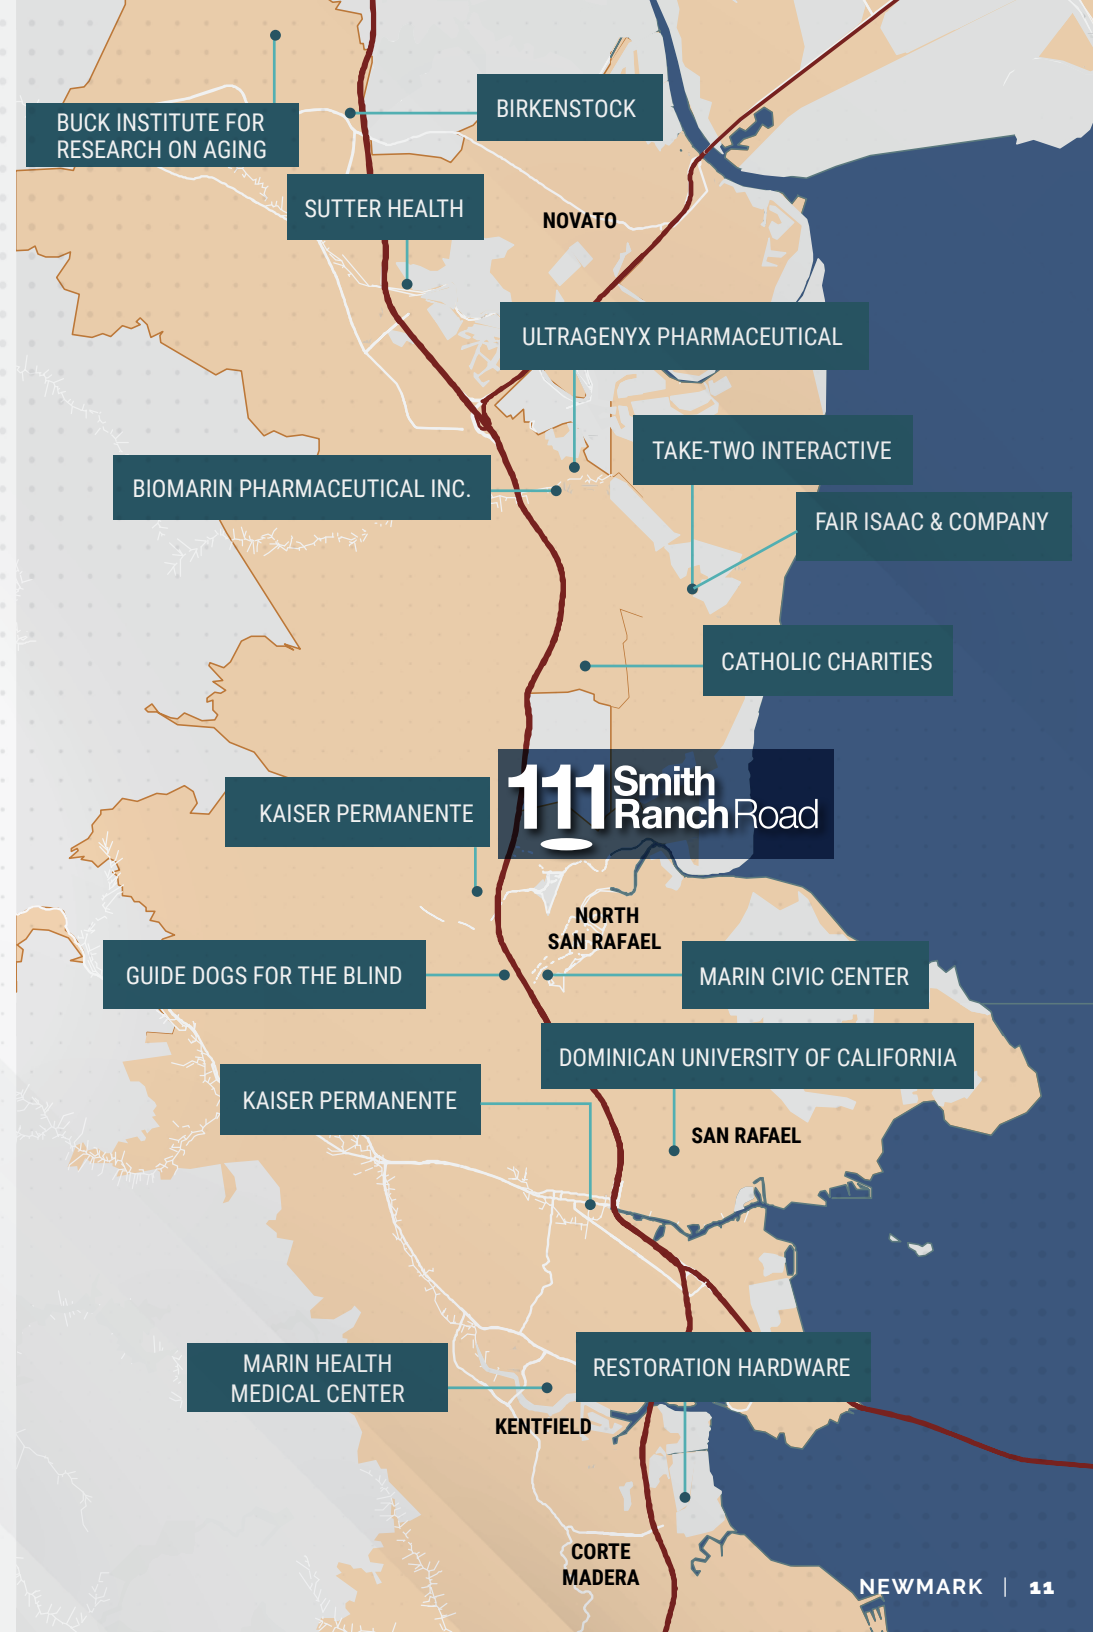 BUCK INSTITUTE FOR
RESEARCH ON AGING
BIRKENSTOCK
SUTTER HEALTH
NOVATO
ULTRAGENYX PHARMACEUTICAL
TAKE-TWO INTERACTIVE
BIOMARIN PHARMACEUTICAL INC.
FAIR ISAAC & COMPANY
CATHOLIC CHARITIES
111 Smith
Ranch Road
KAISER PERMANENTE
NORTH
SAN RAFAEL
GUIDE DOGS FOR THE BLIND
MARIN CIVIC CENTER
DOMINICAN UNIVERSITY OF CALIFORNIA
KAISER PERMANENTE
SAN RAFAEL
MARIN HEALTH
MEDICAL CENTER
RESTORATION HARDWARE
KENTFIELD
CORTE
MADERA
NEWMARK | 11